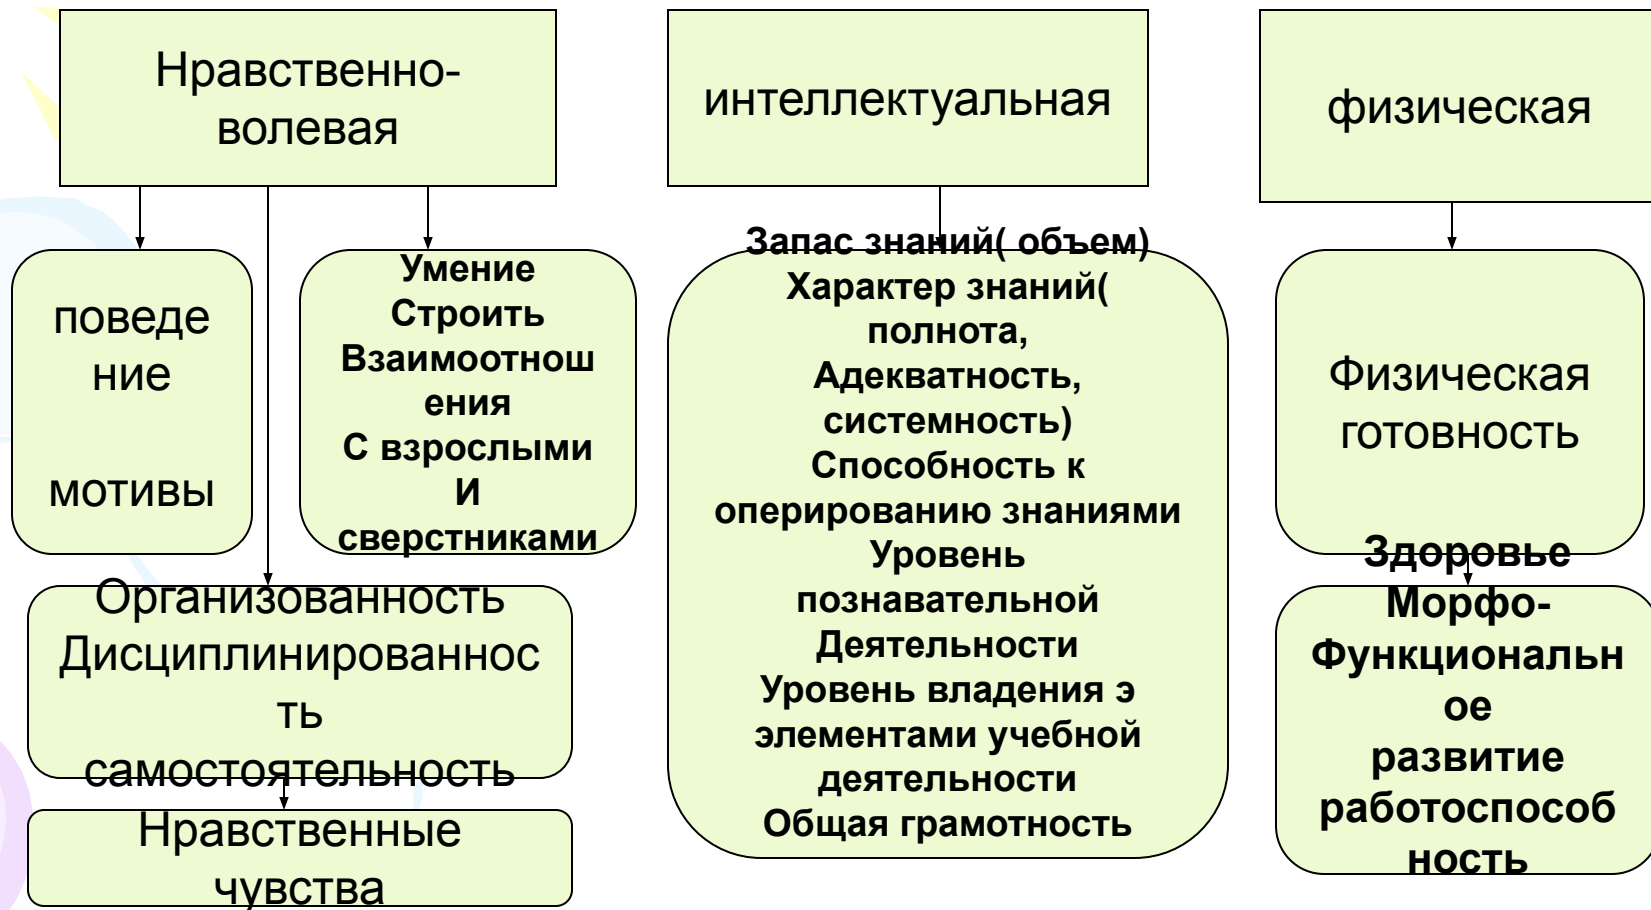 Нравственно-
волевая
интеллектуальная
физическая
поведе
ние
мотивы
Умение
Строить
Взаимоотнош
ения
С взрослыми
И
сверстниками
Организованность
Дисциплинированнос
ть
самостоятельность
Нравственные
чувства
Запас знаний( объем)
Характер знаний(
полнота,
Адекватность,
системность)
Способность к
оперированию знаниями
Уровень
познавательной
Деятельности
Уровень владения э
элементами учебной
деятельности
Общая грамотность
Физическая
готовность
Здоровье
Морфо-
Функциональн
ое
развитие
работоспособ
ность